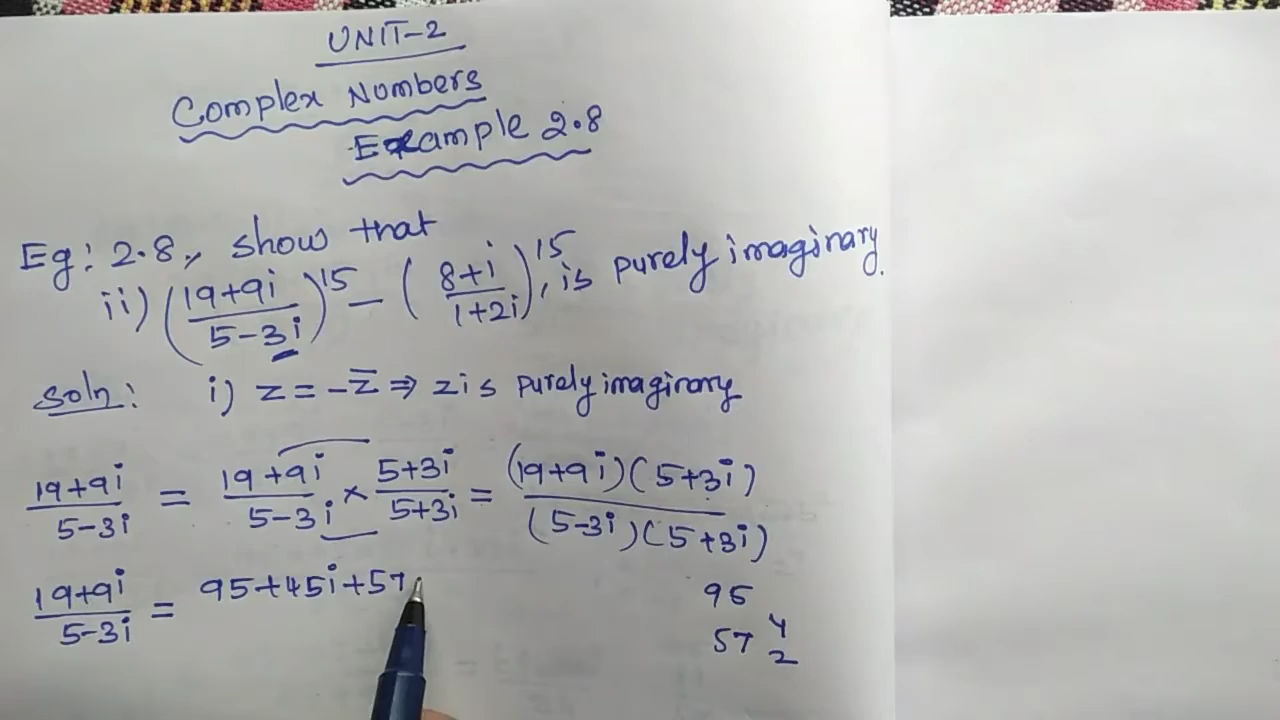 UNIT-2
Complex Numbers
Example 2.8
Eg: 2.8, show that
ii) (19+9i / 5-3i)^15 - (8+i / 1+2i)^15, is purely imaginary.
Soln: i) z = -z̅ ⇒ z is purely imaginary
19+9i / 5-3i = 19+9i / 5-3i × 5+3i / 5+3i = (19+9i)(5+3i) / (5-3i)(5+3i)
19+9i / 5-3i = 95+45i+57
95
57 4
2